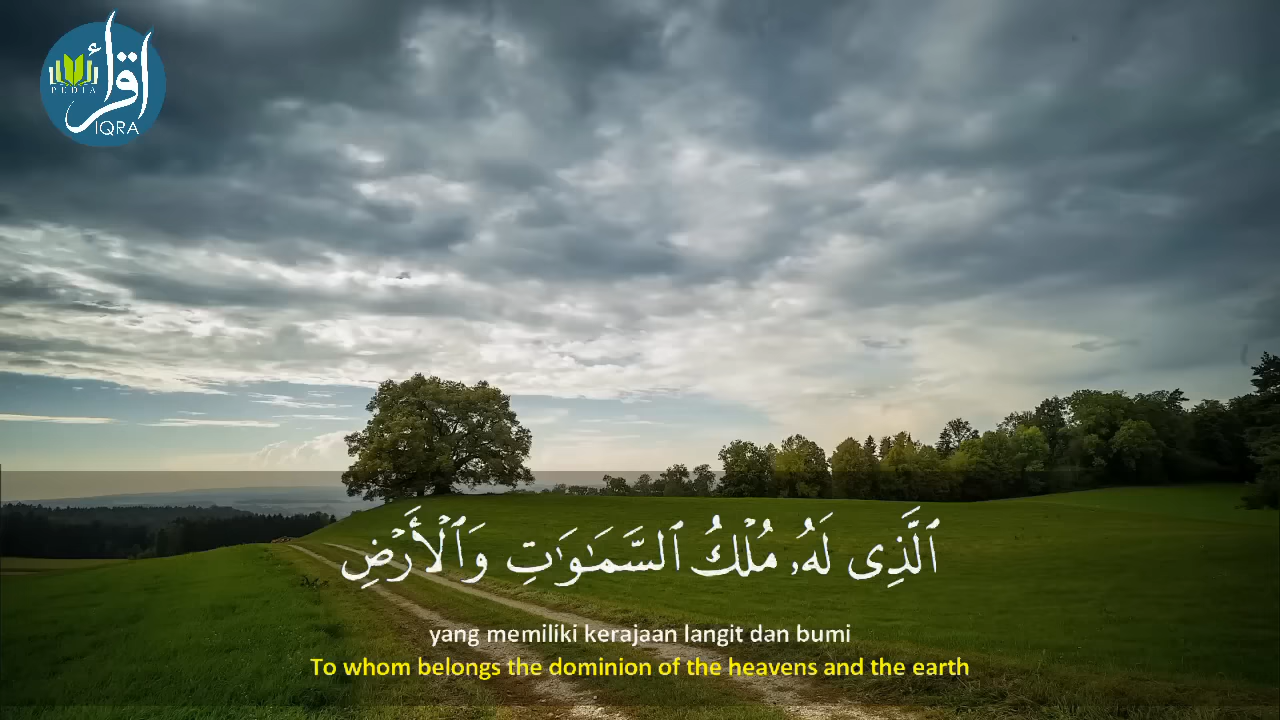 اقرأ
PEDIA
IQRA
ٱلَّذِى لَهُۥ مُلْكُ ٱلسَّمَـٰوَٰتِ وَٱلْأَرْضِ
yang memiliki kerajaan langit dan bumi
To whom belongs the dominion of the heavens and the earth